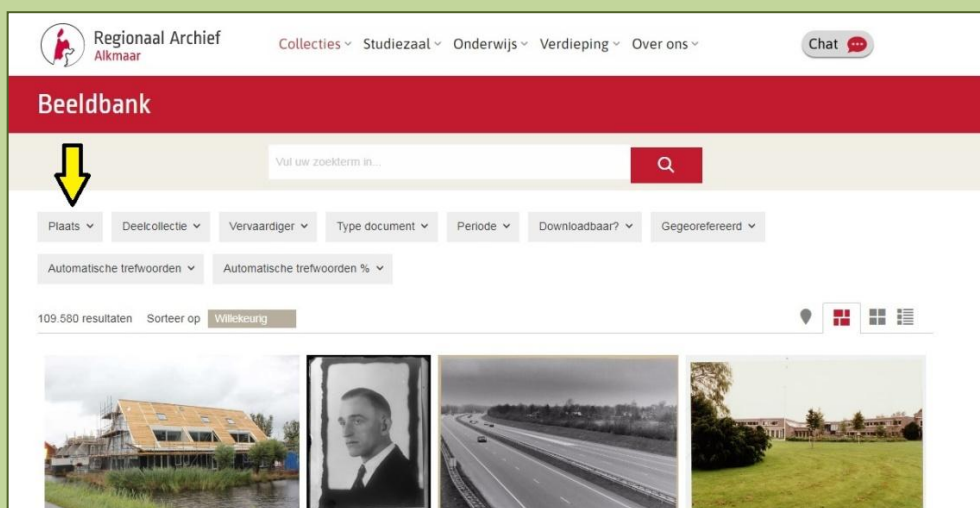 Regionaal Archief
Alkmaar
Collecties Studiezaal Onderwijs Verdieping Over ons
Chat
Beeldbank
Vul uw zoekterm in...
Plaats Deelcollectie Vervaardiger Type document Periode Downloadbaar? Gegeorefereerd
Automatische trefwoorden Automatische trefwoorden %
109.580 resultaten Sorteer op Willekeurig